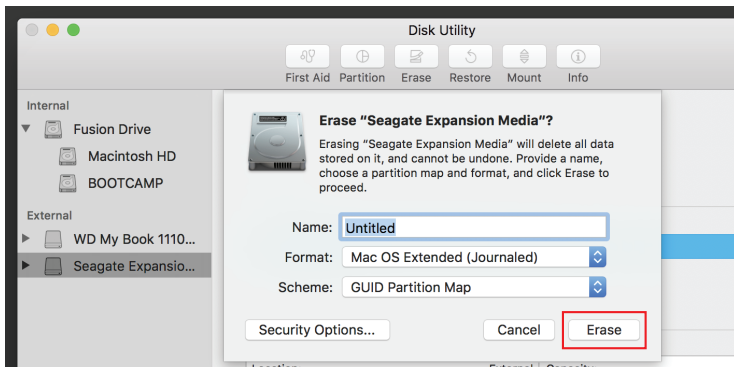 Disk Utility
First Aid Partition Erase Restore Mount Info
Internal
Fusion Drive
Macintosh HD
BOOTCAMP
External
WD My Book 1110...
Seagate Expansio...
Erase “Seagate Expansion Media”?
Erasing “Seagate Expansion Media” will delete all data
stored on it, and cannot be undone. Provide a name,
choose a partition map and format, and click Erase to
proceed.
Name: Untitled
Format: Mac OS Extended (Journaled)
Scheme: GUID Partition Map
Security Options... Cancel Erase